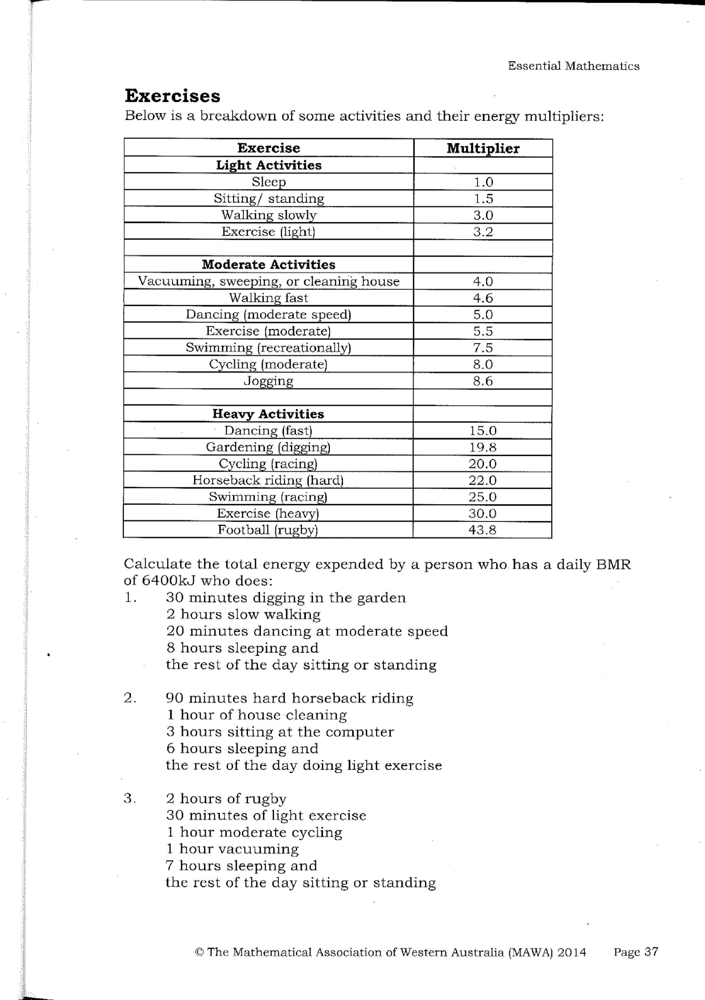 Essential Mathematics
Exercises
Below is a breakdown of some activities and their energy multipliers:
Exercise Multiplier
Light Activities
Sleep 1.0
Sitting/ standing 1.5
Walking slowly 3.0
Exercise (light) 3.2
Moderate Activities
Vacuuming, sweeping, or cleaning house 4.0
Walking fast 4.6
Dancing (moderate speed) 5.0
Exercise (moderate) 5.5
Swimming (recreationally) 7.5
Cycling (moderate) 8.0
Jogging 8.6
Heavy Activities
Dancing (fast) 15.0
Gardening (digging) 19.8
Cycling (racing) 20.0
Horseback riding (hard) 22.0
Swimming (racing) 25.0
Exercise (heavy) 30.0
Football (rugby) 43.8
Calculate the total energy expended by a person who has a daily BMR
of 6400kJ who does:
1. 30 minutes digging in the garden
2 hours slow walking
20 minutes dancing at moderate speed
8 hours sleeping and
the rest of the day sitting or standing
2. 90 minutes hard horseback riding
1 hour of house cleaning
3 hours sitting at the computer
6 hours sleeping and
the rest of the day doing light exercise
3. 2 hours of rugby
30 minutes of light exercise
1 hour moderate cycling
1 hour vacuuming
7 hours sleeping and
the rest of the day sitting or standing
© The Mathematical Association of Western Australia (MAWA) 2014 Page 37